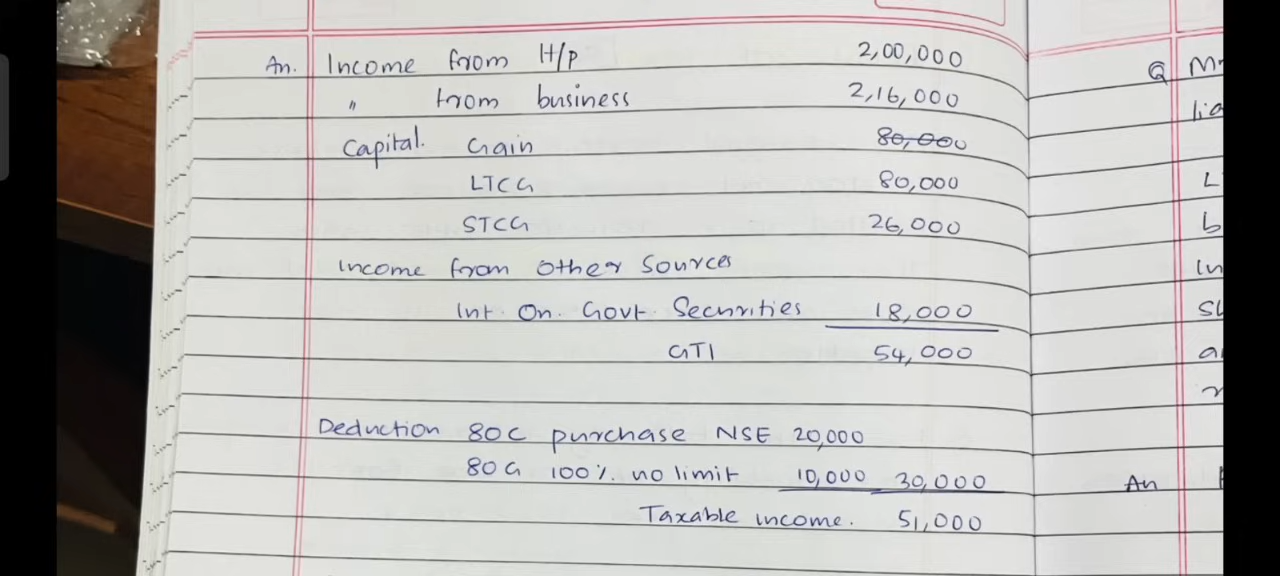 An. Income from H/P 2,00,000
" from business 2,16,000
Capital. Gain 80,000
LTCG 80,000
STCG 26,000
Income from Other Sources
Int. On. Govt. Securities 18,000
GTI 54,000
Deduction 80C purchase NSE 20,000
80G 100%. no limit 10,000 30,000
Taxable income. 51,000
Q
An